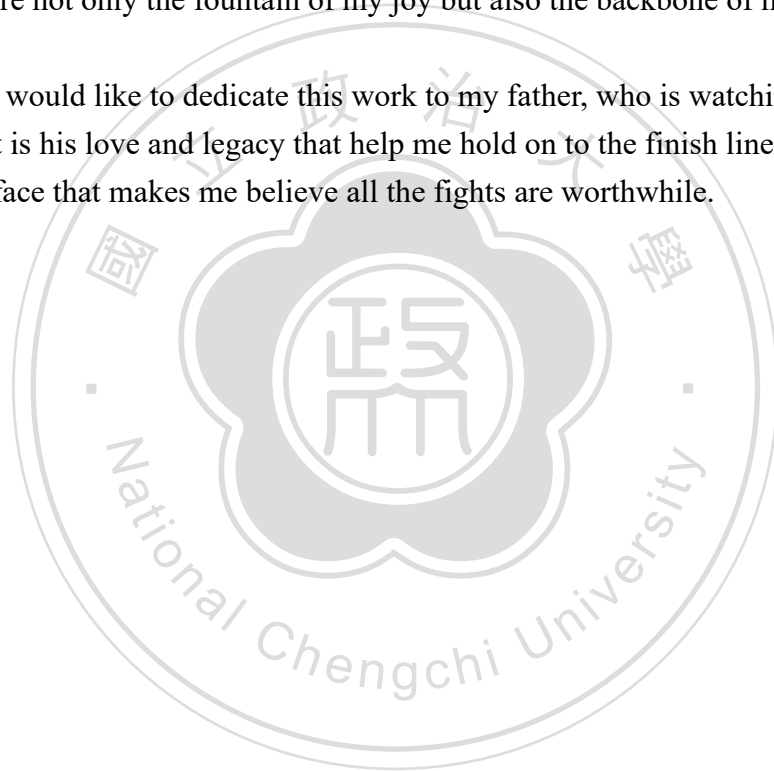 re not only the fountain of my joy but also the backbone of
would like to dedicate this work to my father, who is watchi
t is his love and legacy that help me hold on to the finish line
face that makes me believe all the fights are worthwhile.
國立政治大學
政
National Chengchi University